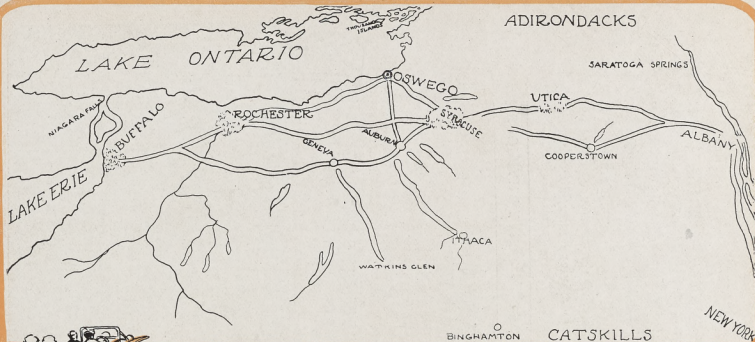 ADIRONDACKS
THOUSAND
ISLANDS
LAKE ONTARIO
SARATOGA SPRINGS
OSWEGO
UTICA
NIAGARA FALLS
BUFFALO
ROCHESTER
SYRACUSE
AUBURN
ALBANY
GENEVA
COOPERSTOWN
LAKE ERIE
ITHACA
WATKINS GLEN
NEW YORK
BINGHAMTON
CATSKILLS